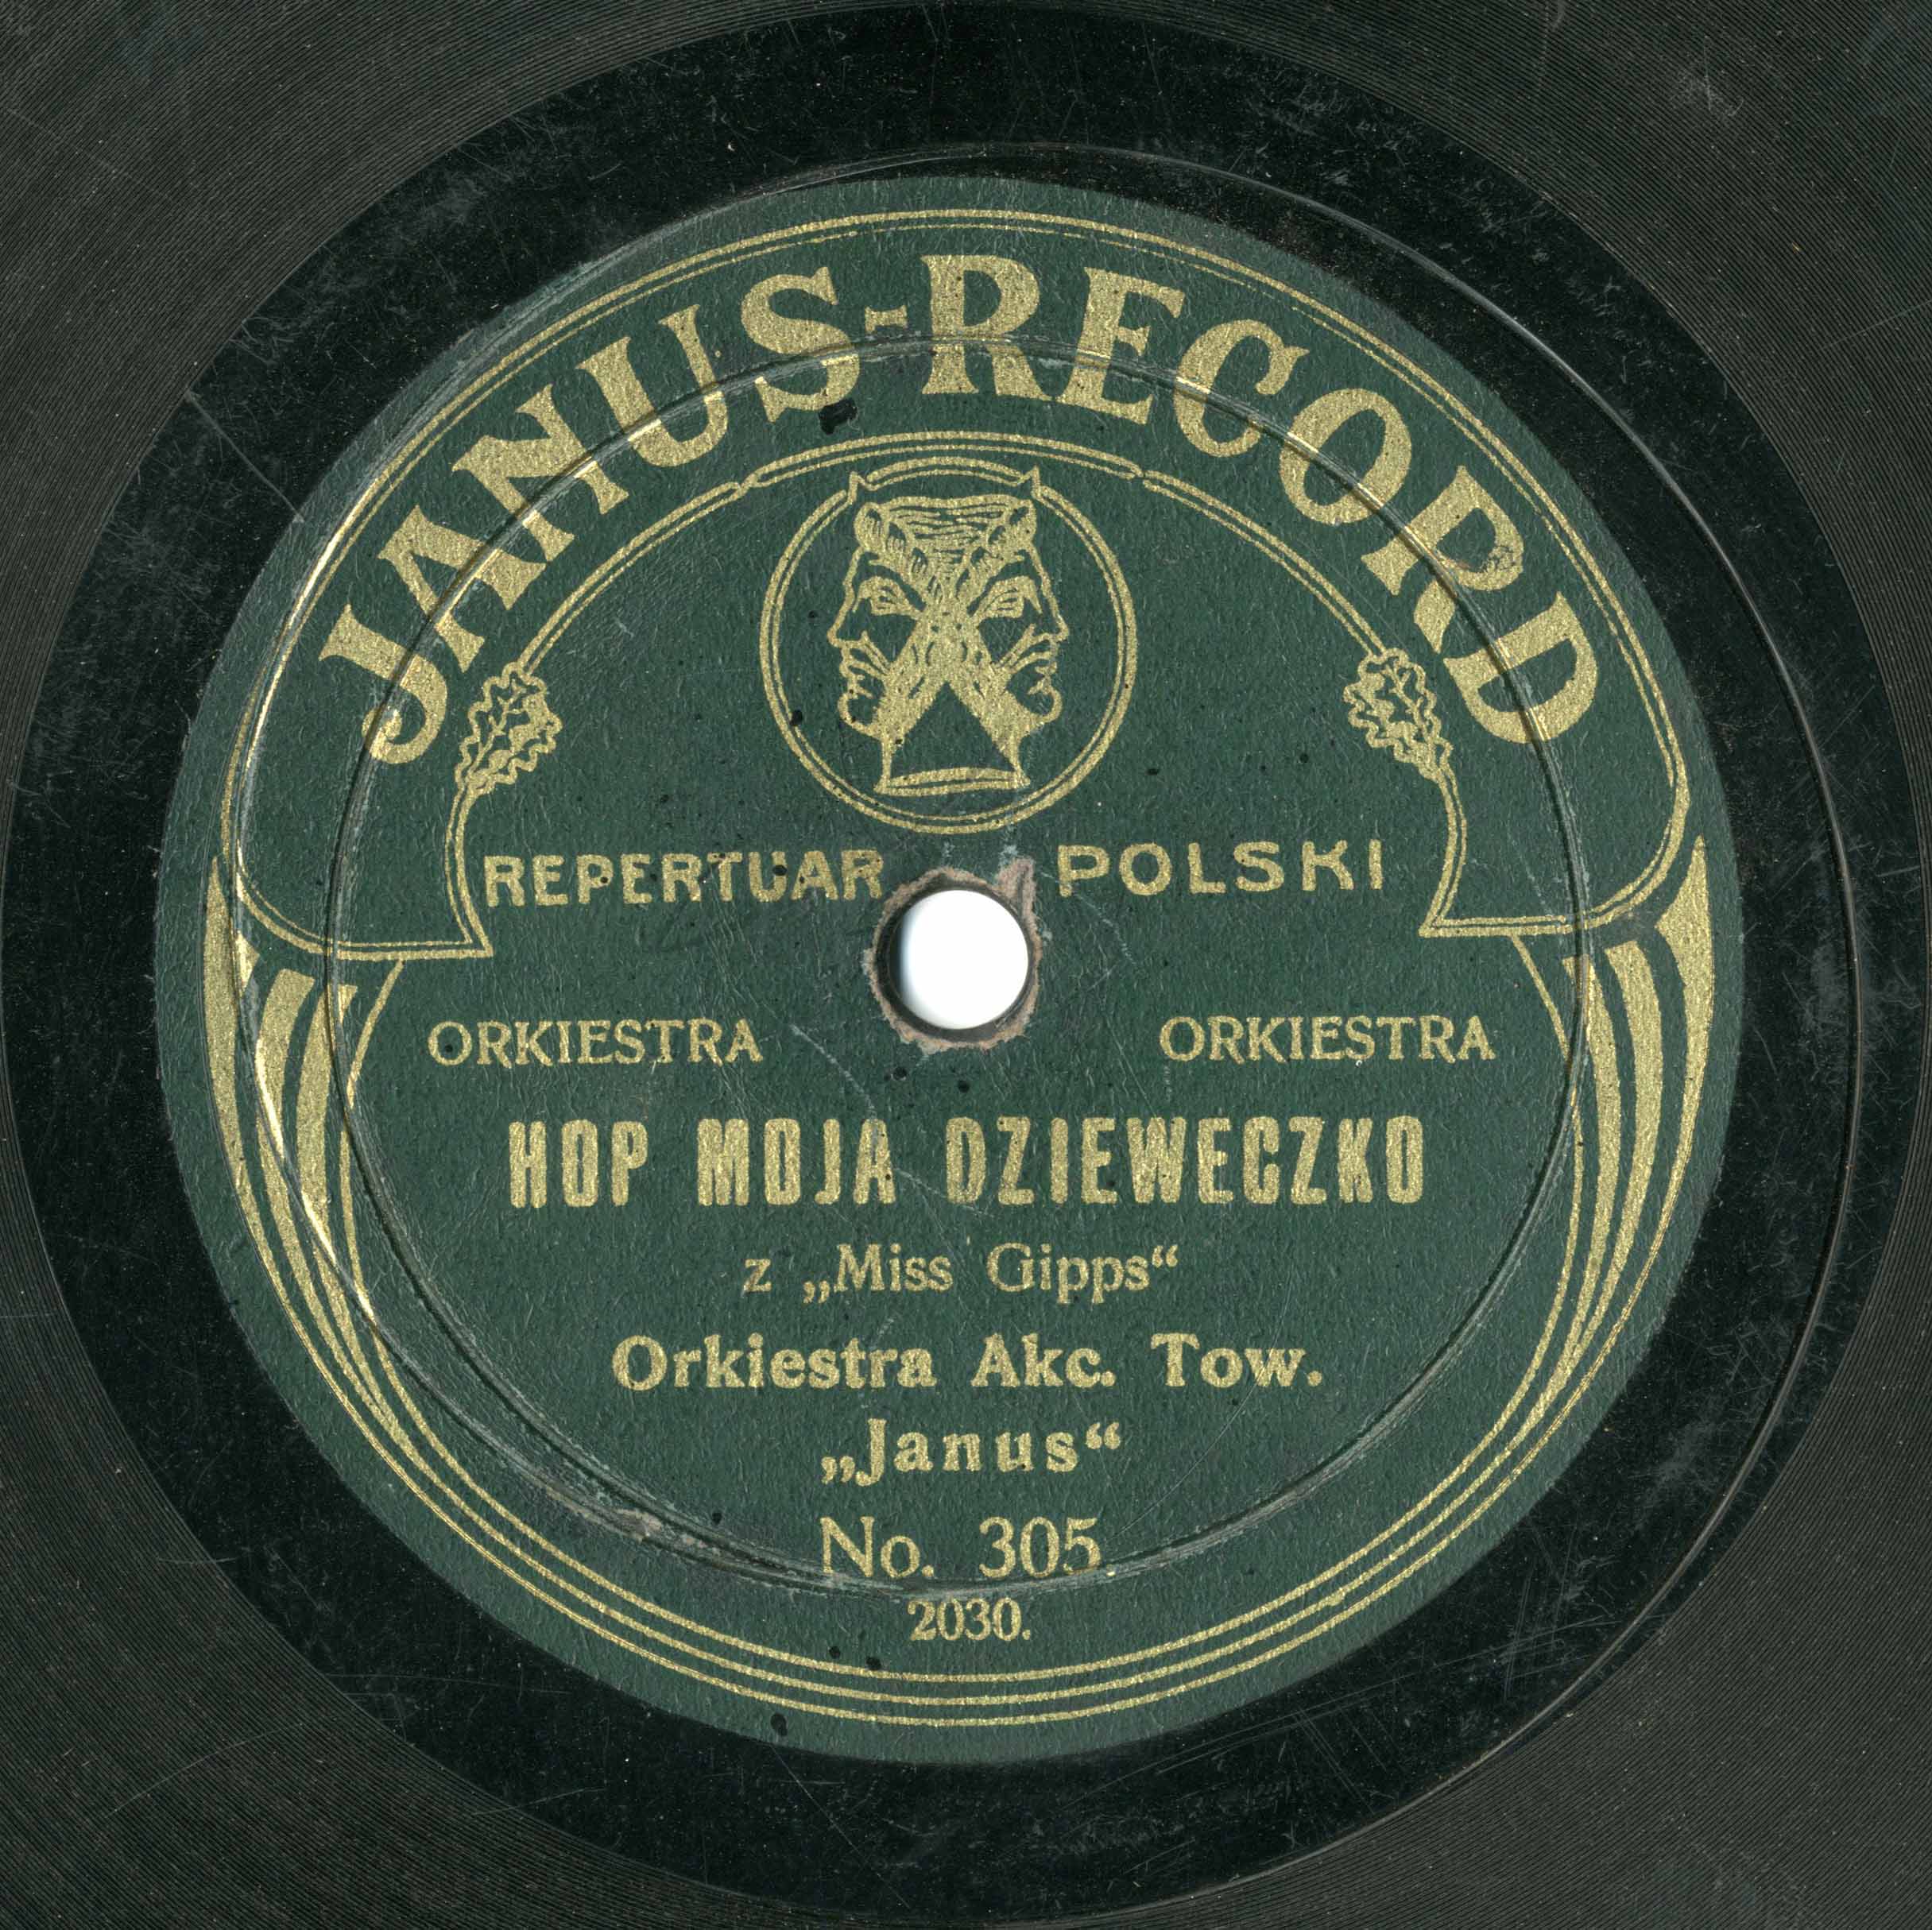 JANUS-RECORD
REPERTUAR POLSKI
ORKIESTRA ORKIESTRA
HOP MOJA DZIEWECZKO
z „Miss Gipps“
Orkiestra Akc. Tow.
„Janus“
No. 305
2030.